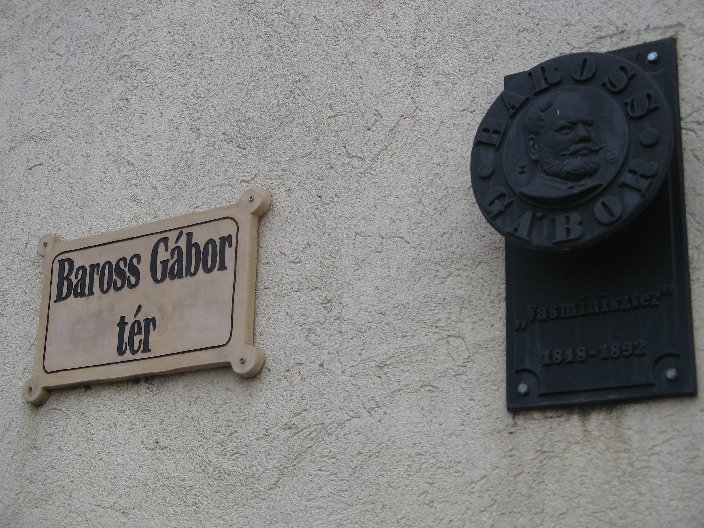 Baross Gábor
tér
BAROSS
GÁBOR
„Vasminiszter”
1848-1892